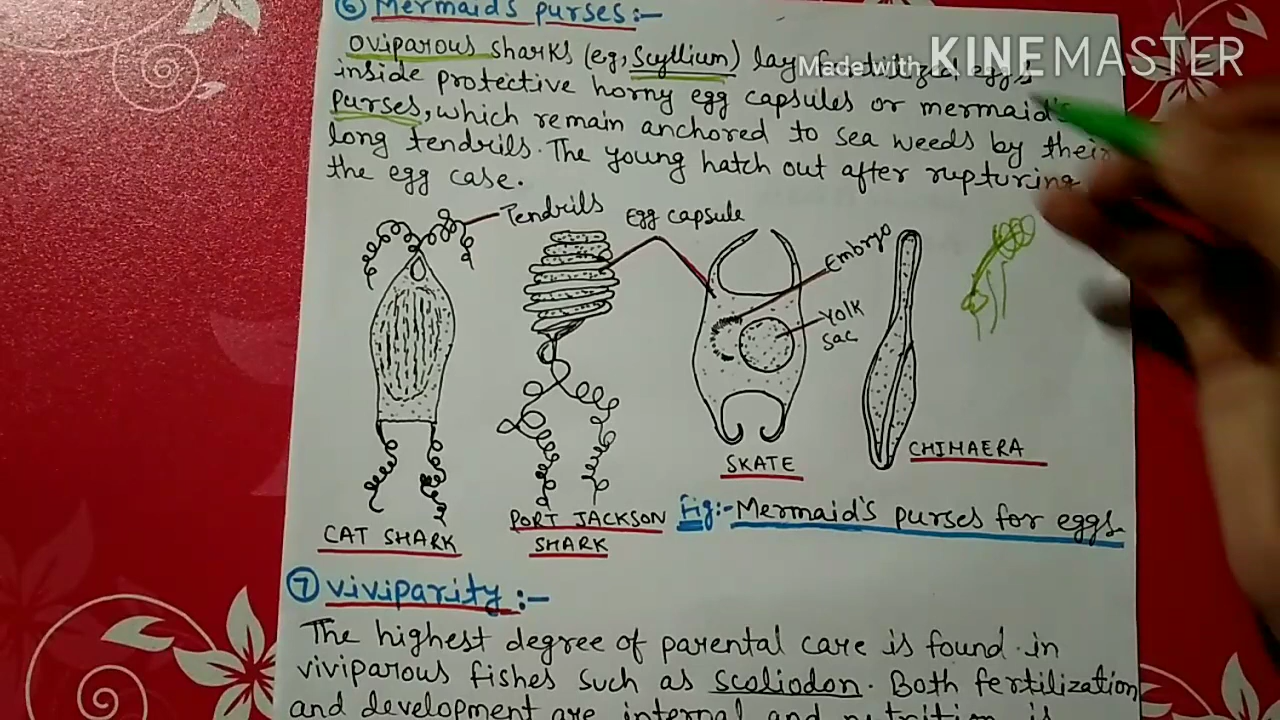 ⑥ Mermaid's purses:-
Made with KINEMASTER
oviparous sharks (eg, Scyllium) lay fertilized eggs
inside protective horny egg capsules or mermaid's
purses, which remain anchored to sea weeds by their
long tendrils. The young hatch out after rupturing
the egg case.
Tendrils
Egg capsule
Embryo
Yolk
sac
CAT SHARK
PORT JACKSON
SHARK
SKATE
CHIMAERA
Fig:- Mermaid's purses for eggs.
⑦ viviparity:-
The highest degree of parental care is found in
viviparous fishes such as scoliodon. Both fertilization
and development are internal and nutrition is